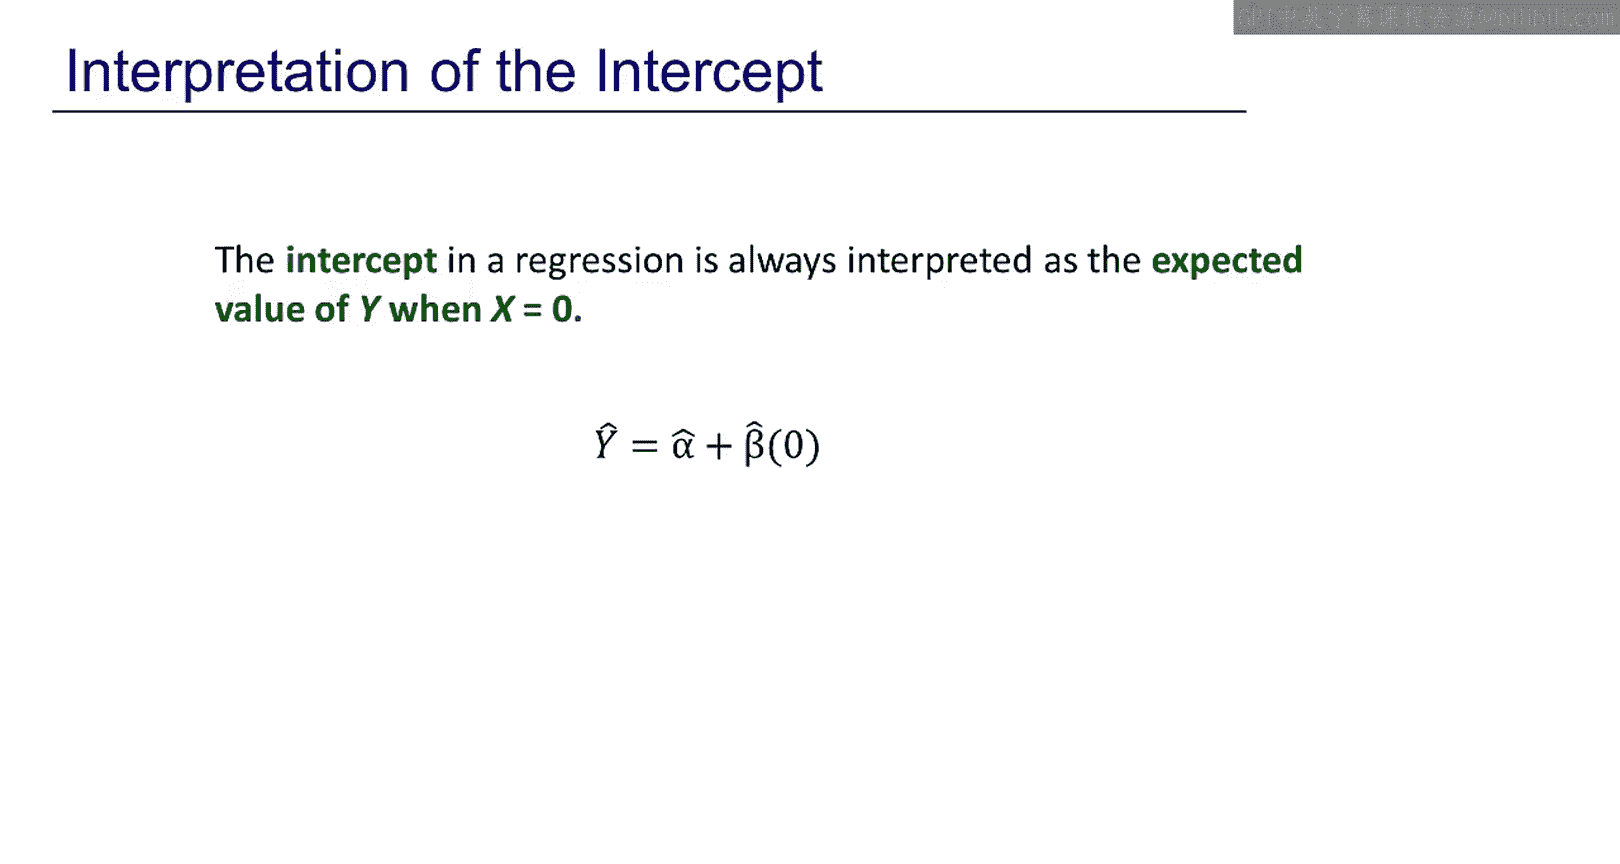 Interpretation of the Intercept
The intercept in a regression is always interpreted as the expected
value of Y when X = 0.
Ŷ = α̂ + β̂(0)